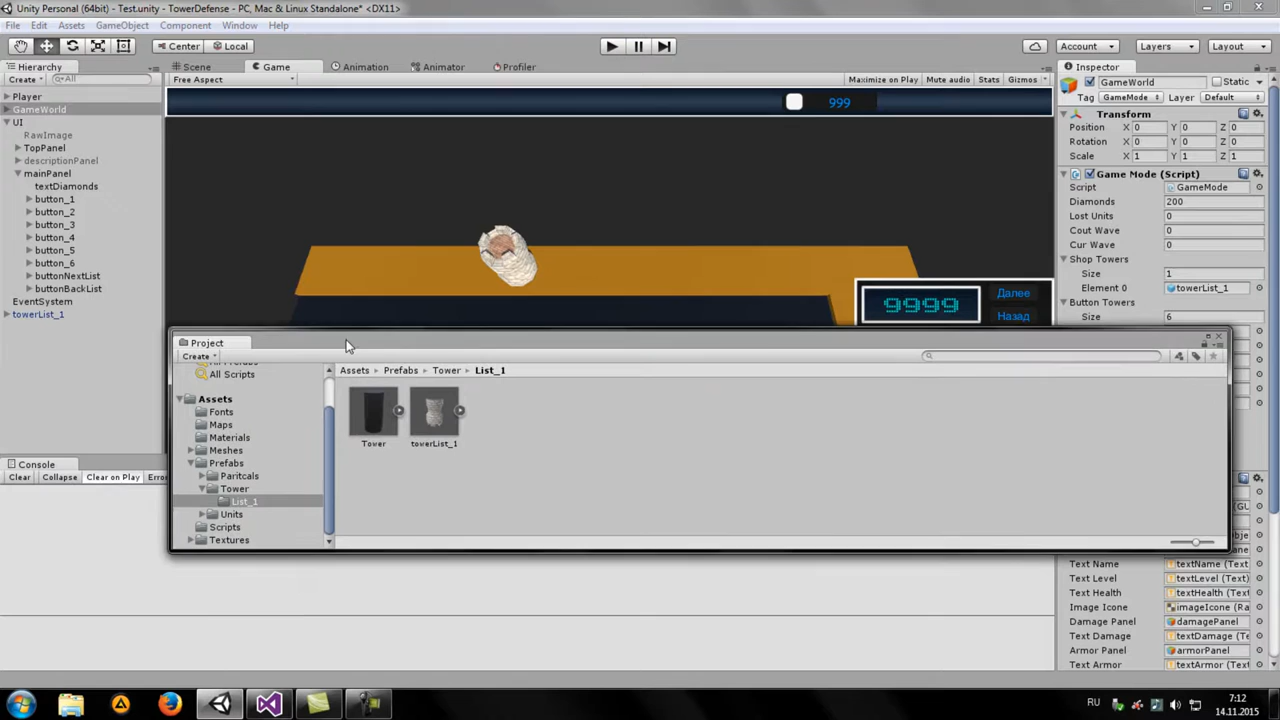 Unity Personal (64bit) - Test.unity - TowerDefense - PC, Mac & Linux Standalone* <DX11>
File Edit Assets GameObject Component Window Help
Center Local Account Layers Layout
Hierarchy Scene Game Animation Animator Profiler Inspector
Create All Free Aspect Maximize on Play Mute audio Stats Gizmos GameWorld Static
Player Tag GameMode Layer Default
GameWorld 999 Transform
UI Position X 0 Y 0 Z 0
RawImage Rotation X 0 Y 0 Z 0
TopPanel Scale X 1 Y 1 Z 1
descriptionPanel
mainPanel Game Mode (Script)
textDiamonds Script GameMode
button_1 Diamonds 200
button_2 Lost Units 0
button_3 Cout Wave 0
button_4 Cur Wave 0
button_5 Shop Towers
button_6 Size 1
buttonNextList Element 0 towerList_1
buttonBackList Button Towers
EventSystem Size 6
towerList_1
9999 Далее
Назад
Project
Create
All Scripts Assets Prefabs Tower List_1
Assets
Fonts
Maps
Materials
Meshes Tower towerList_1
Prefabs
Paritcals
Tower
List_1
Units
Scripts
Textures
Console
Clear Collapse Clear on Play Erro
Text Name textName (Text)
Text Level textLevel (Text)
Text Health textHealth (Text)
Image Icone imageIcone (Ra
Damage Panel damagePanel
Text Damage textDamage (Te
Armor Panel armorPanel
Text Armor textArmor (Tex
RU 7:12
14.11.2015